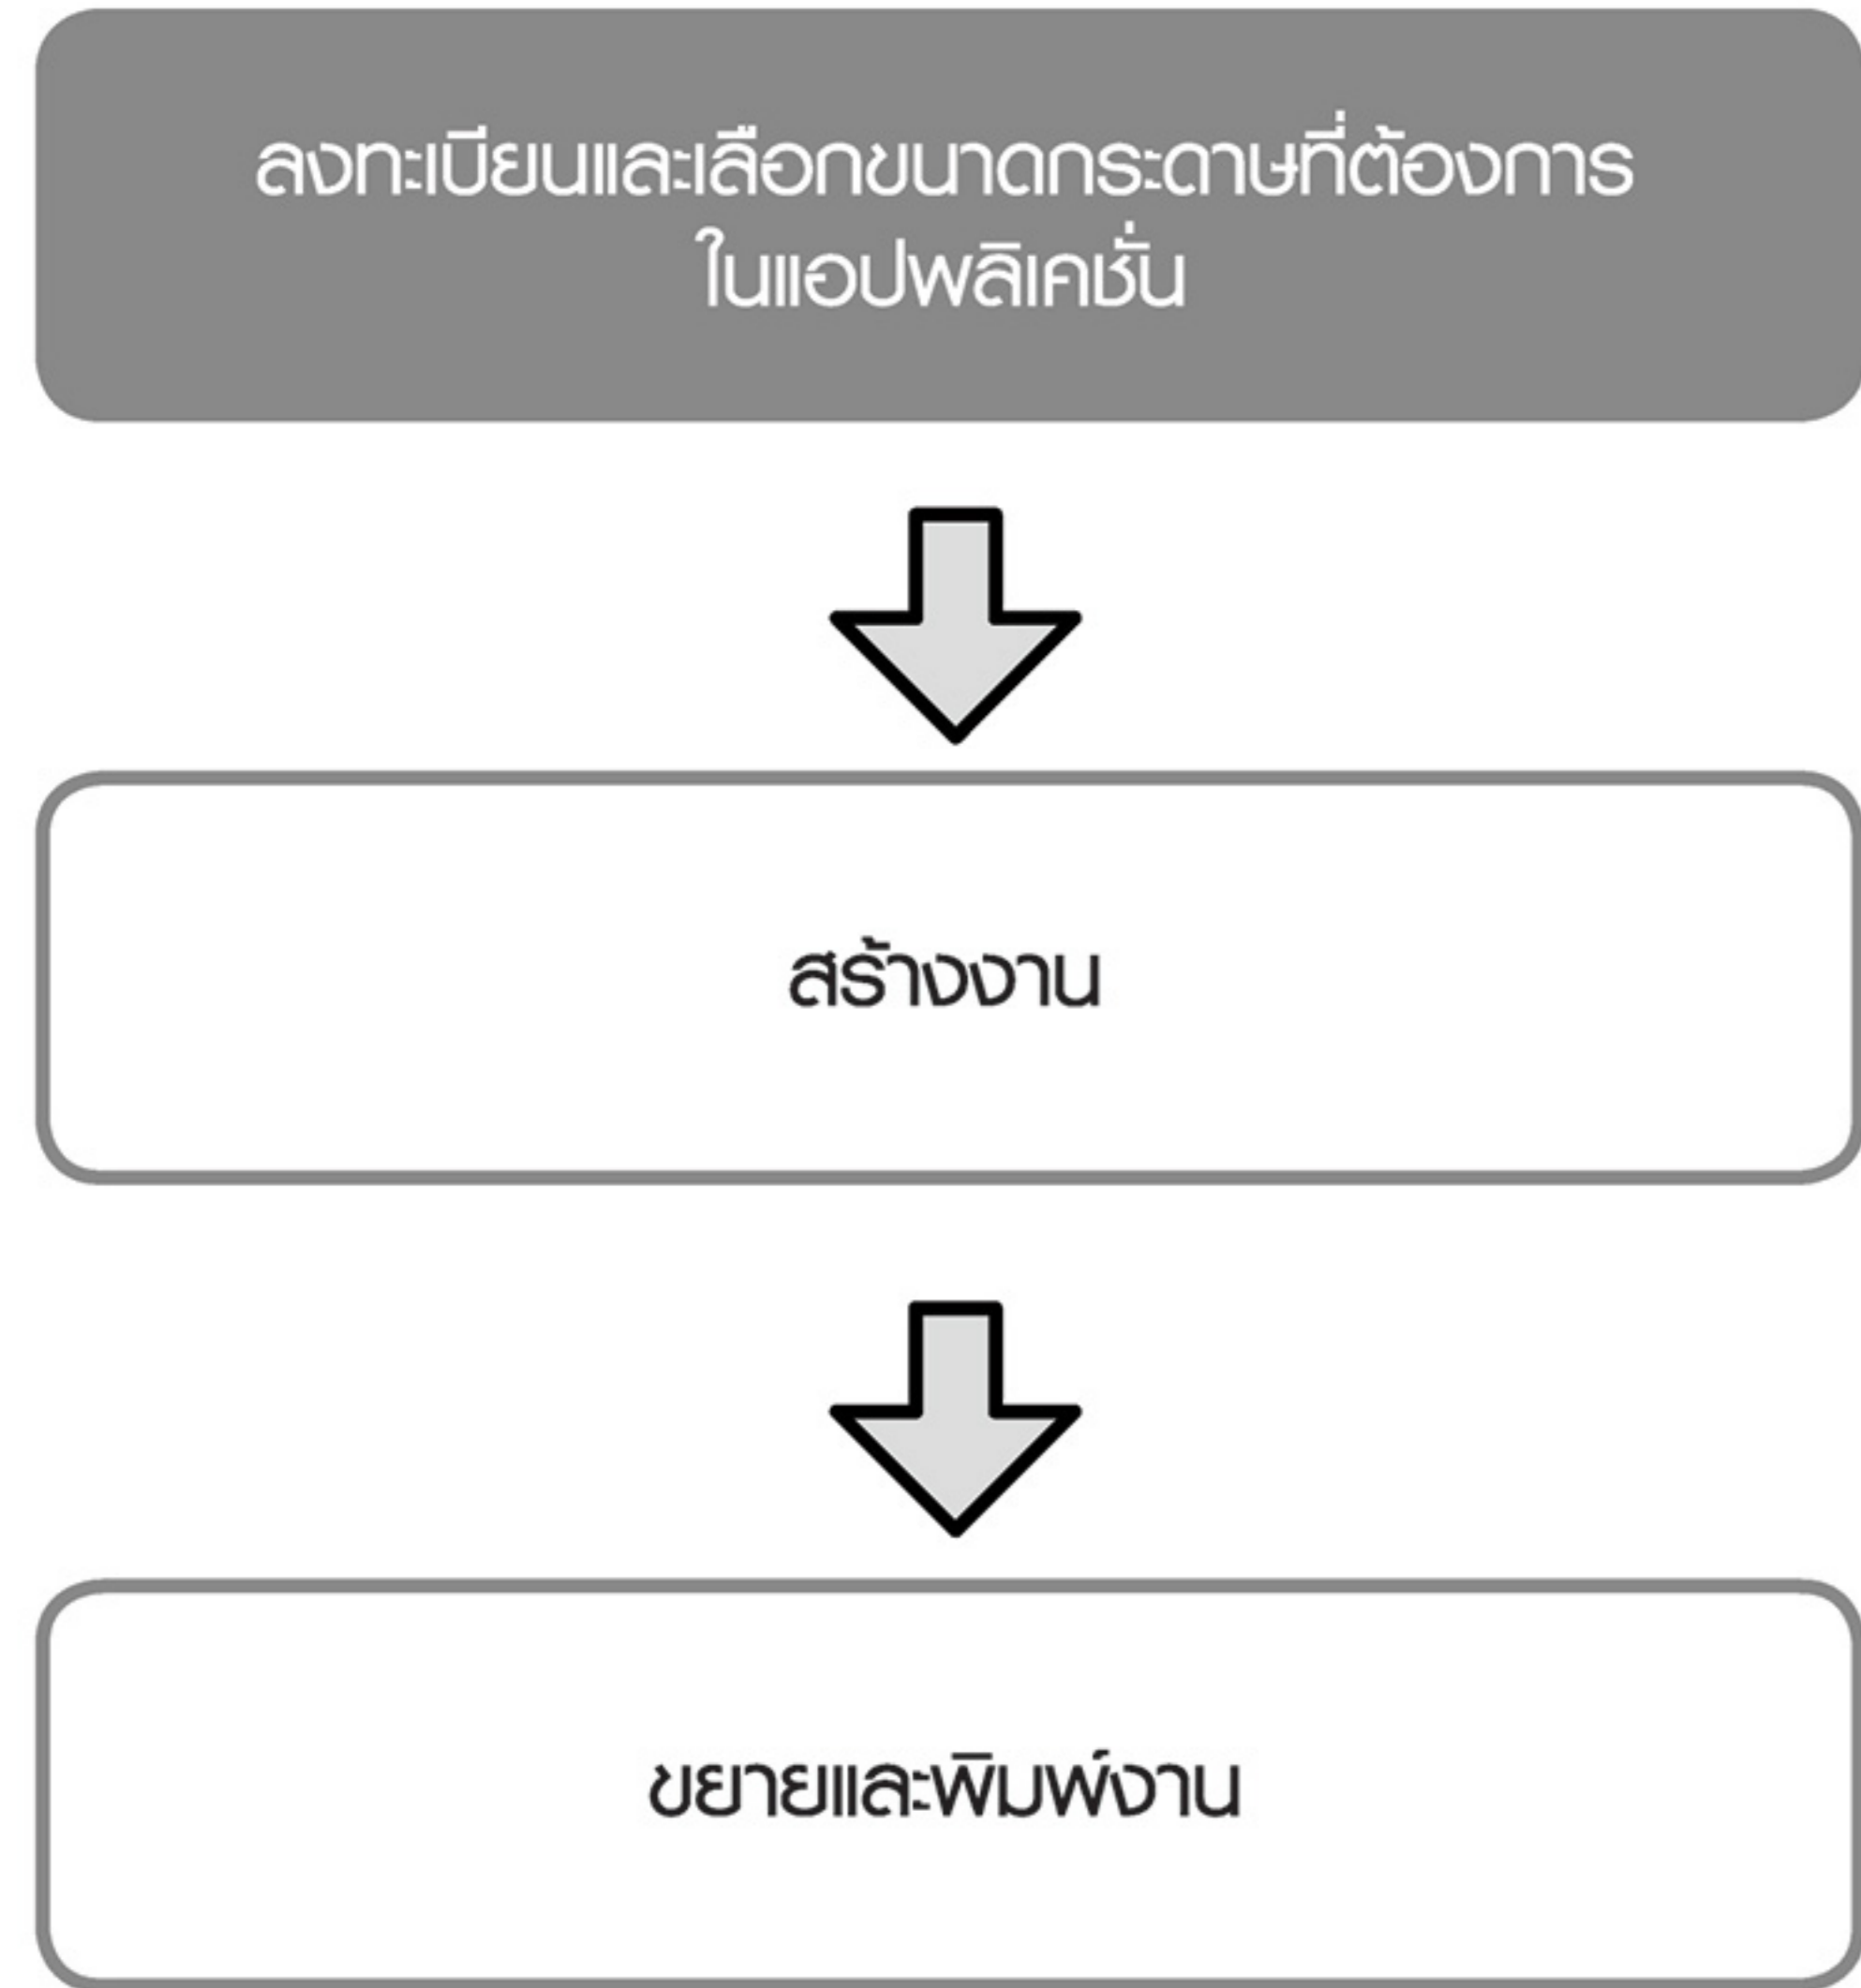 ลงทะเบียนและเลือกขนาดกระดาษที่ต้องการ
ในแอปพลิเคชั่น
สร้างงาน
ขยายและพิมพ์งาน